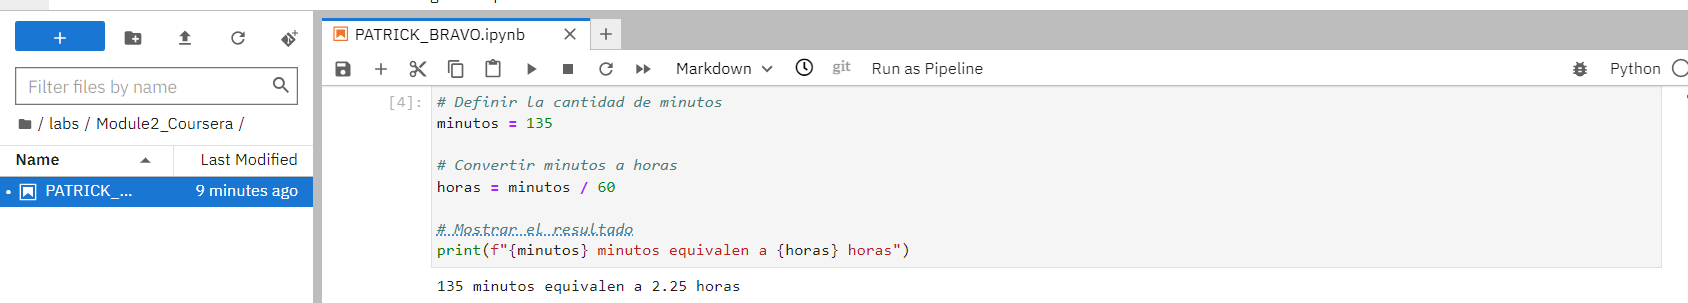 PATRICK_BRAVO.ipynb
Filter files by name
Markdown
git
Run as Pipeline
Python
/ labs / Module2_Coursera /
Name
Last Modified
PATRICK_...
9 minutes ago
[4]:
# Definir la cantidad de minutos
minutos = 135
# Convertir minutos a horas
horas = minutos / 60
# Mostrar el resultado
print(f"{minutos} minutos equivalen a {horas} horas")
135 minutos equivalen a 2.25 horas